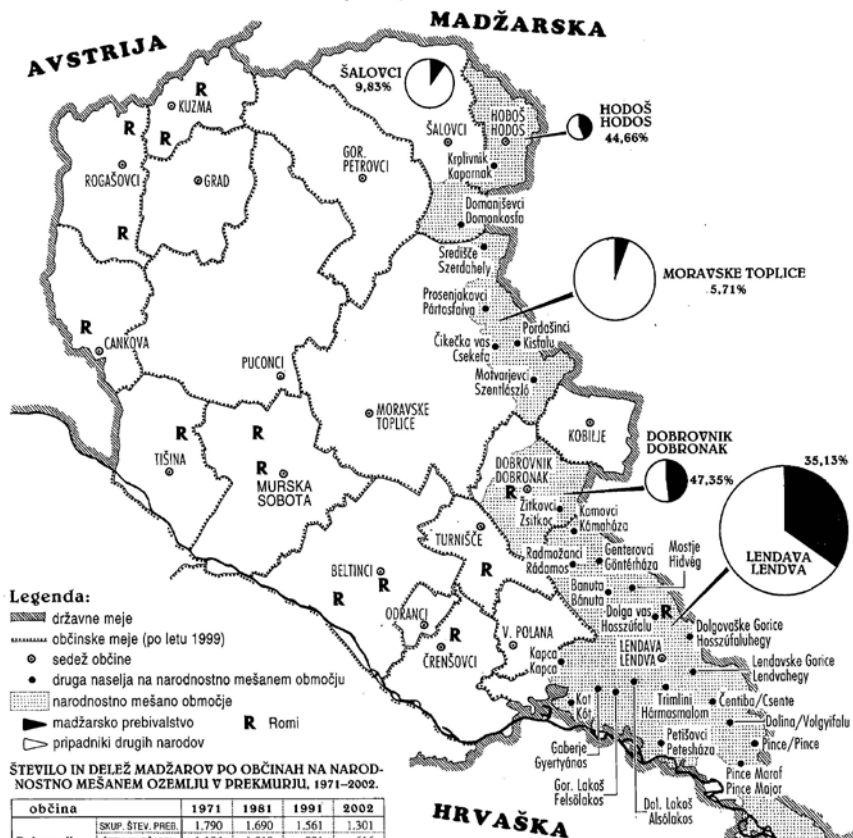 MADŽARSKA
AVSTRIJA
ŠALOVCI
9,83%
R
KUZMA
R
R
HODOŠ
HODOS
44,66%
HOBOŠ
HODOS
ŠALOVCI
GOR.
PETROVCI
Krplivnik
Kapornak
ROGAŠOVCI
GRAD
R
Domanjševci
Domonkosfa
Središče
Szerdahely
MORAVSKE TOPLICE
5,71%
Prosenjakovci
Pártosfalva
Pordašinci
Kisfalu
Čikečka vas
Csekefa
R
CANKOVA
PUCONCI
Motvarjevci
Szentlászló
MORAVSKE
TOPLICE
KOBILJE
R
TIŠINA
R
R
MURSKA
SOBOTA
DOBROVNIK
DOBRONAK
47,35%
35,13%
DOBROVNIK
DOBRONAK
R
Žitkovci
Zsitkoc
Kamovci
Kámaháza
TURNIŠČE
R
Radmožanci
Rádamos
Genterovci
Göntérháza
Mostje
Hidvég
LENDAVA
LENDVA
BELTINCI
R
R
Banuta
Bánuta
Dolga vas
Hosszúfalu
R
Dolgovaške Gorice
Hosszúfaluhegy
ODRANCI
R
ČRENŠOVCI
V. POLANA
Kapca
Kapca
LENDAVA
LENDVA
Lendavske Gorice
Lendvahegy
Kot
Kót
Trimlini
Hármasmalom
Čentiba/Csente
Dolina/Volgyifalu
Gaberje
Gyertyános
Petišovci
Petesháza
Pince/Pince
Gor. Lakoš
Felsőlakos
Dol. Lakoš
Alsólakos
Pince Marof
Pince Major
HRVAŠKA
Legenda:
državne meje
občinske meje (po letu 1999)
sedež občine
druga naselja na narodnostno mešanem območju
narodnostno mešano območje
madžarsko prebivalstvo
R Romi
pripadniki drugih narodov
ŠTEVILO IN DELEŽ MADŽAROV PO OBČINAH NA NAROD-
NOSTNO MEŠANEM OZEMLJU V PREKMURJU, 1971–2002.
občina 1971 1981 1991 2002
SKUP. ŠTEV. PREB. 1.790 1.690 1.561 1.301